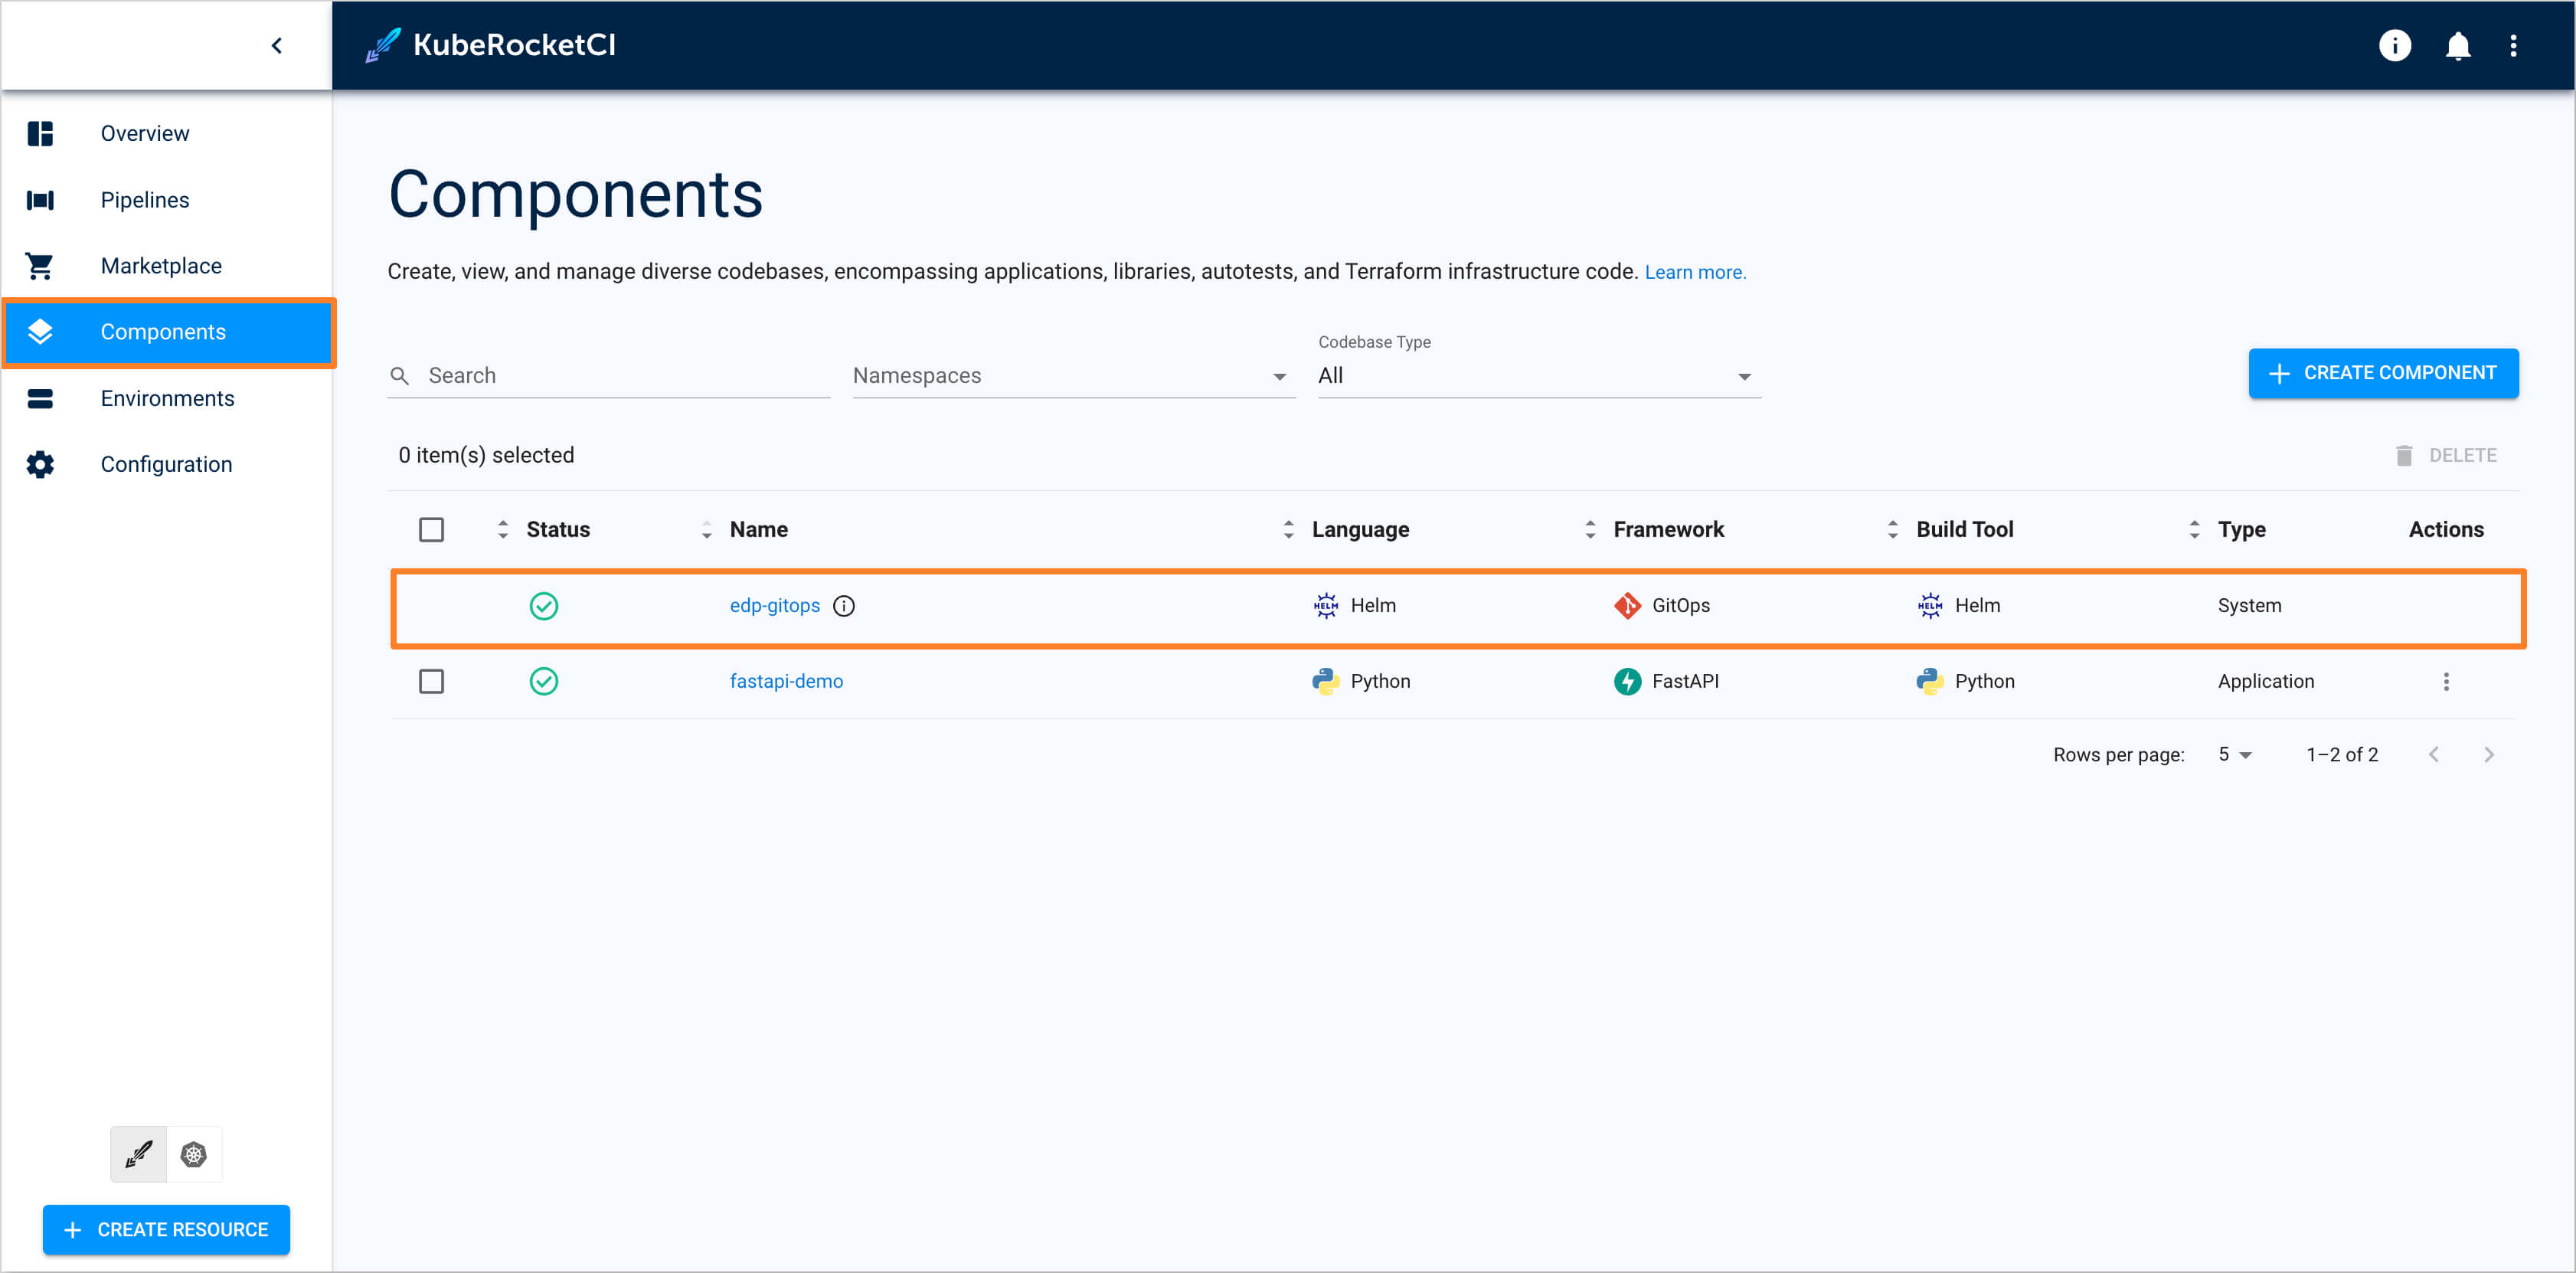 KubeRocketCI
Overview
Pipelines
Marketplace
Components
Environments
Configuration
CREATE RESOURCE
Components
Create, view, and manage diverse codebases, encompassing applications, libraries, autotests, and Terraform infrastructure code. Learn more.
Search
Namespaces
Codebase Type
All
CREATE COMPONENT
0 item(s) selected
DELETE
Status Name Language Framework Build Tool Type Actions
edp-gitops HELM Helm GitOps HELM Helm System
fastapi-demo Python FastAPI Python Application
Rows per page: 5 1–2 of 2